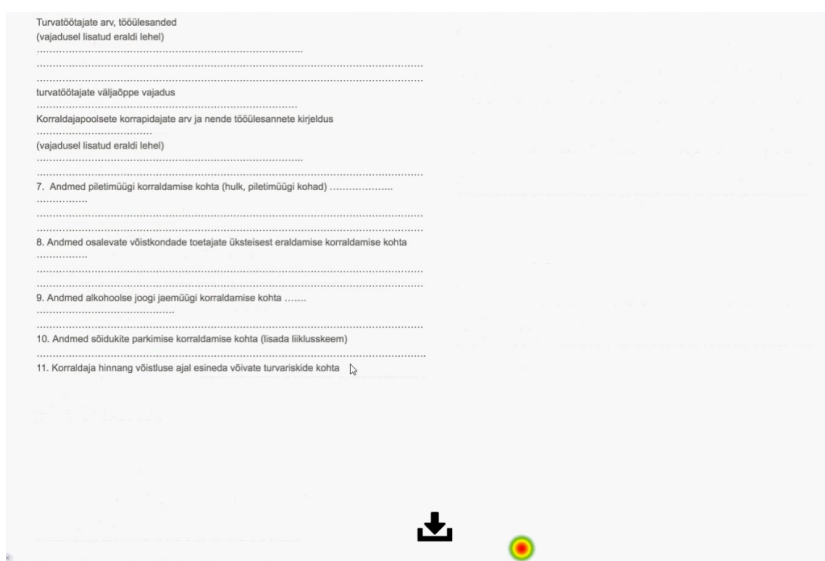 Turvatöötajate arv, tööülesanded
(vajadusel lisatud eraldi lehel)
……………………………………………………………………………
…………………………………………………………………………………………………………………
…………………………………………………………………………………………………………………
turvatöötajate väljaõppe vajadus
……………………………………………………………………………
Korraldajapoolsete korrapidajate arv ja nende tööülesannete kirjeldus
…………………………………
(vajadusel lisatud eraldi lehel)
……………………………………………………………………………
…………………………………………………………………………………………………………………
7. Andmed piletimüügi korraldamise kohta (hulk, piletimüügi kohad) …………………
……………
…………………………………………………………………………………………………………………
…………………………………………………………………………………………………………………
8. Andmed osalevate võistkondade toetajate üksteisest eraldamise korraldamise kohta
……………
…………………………………………………………………………………………………………………
…………………………………………………………………………………………………………………
9. Andmed alkohoolse joogi jaemüügi korraldamise kohta …….
……………………………………….
…………………………………………………………………………………………………………………
10. Andmed sõidukite parkimise korraldamise kohta (lisada liiklusskeem)
…………………………………………………………………………………………………………………
11. Korraldaja hinnang võistluse ajal esineda võivate turvariskide kohta